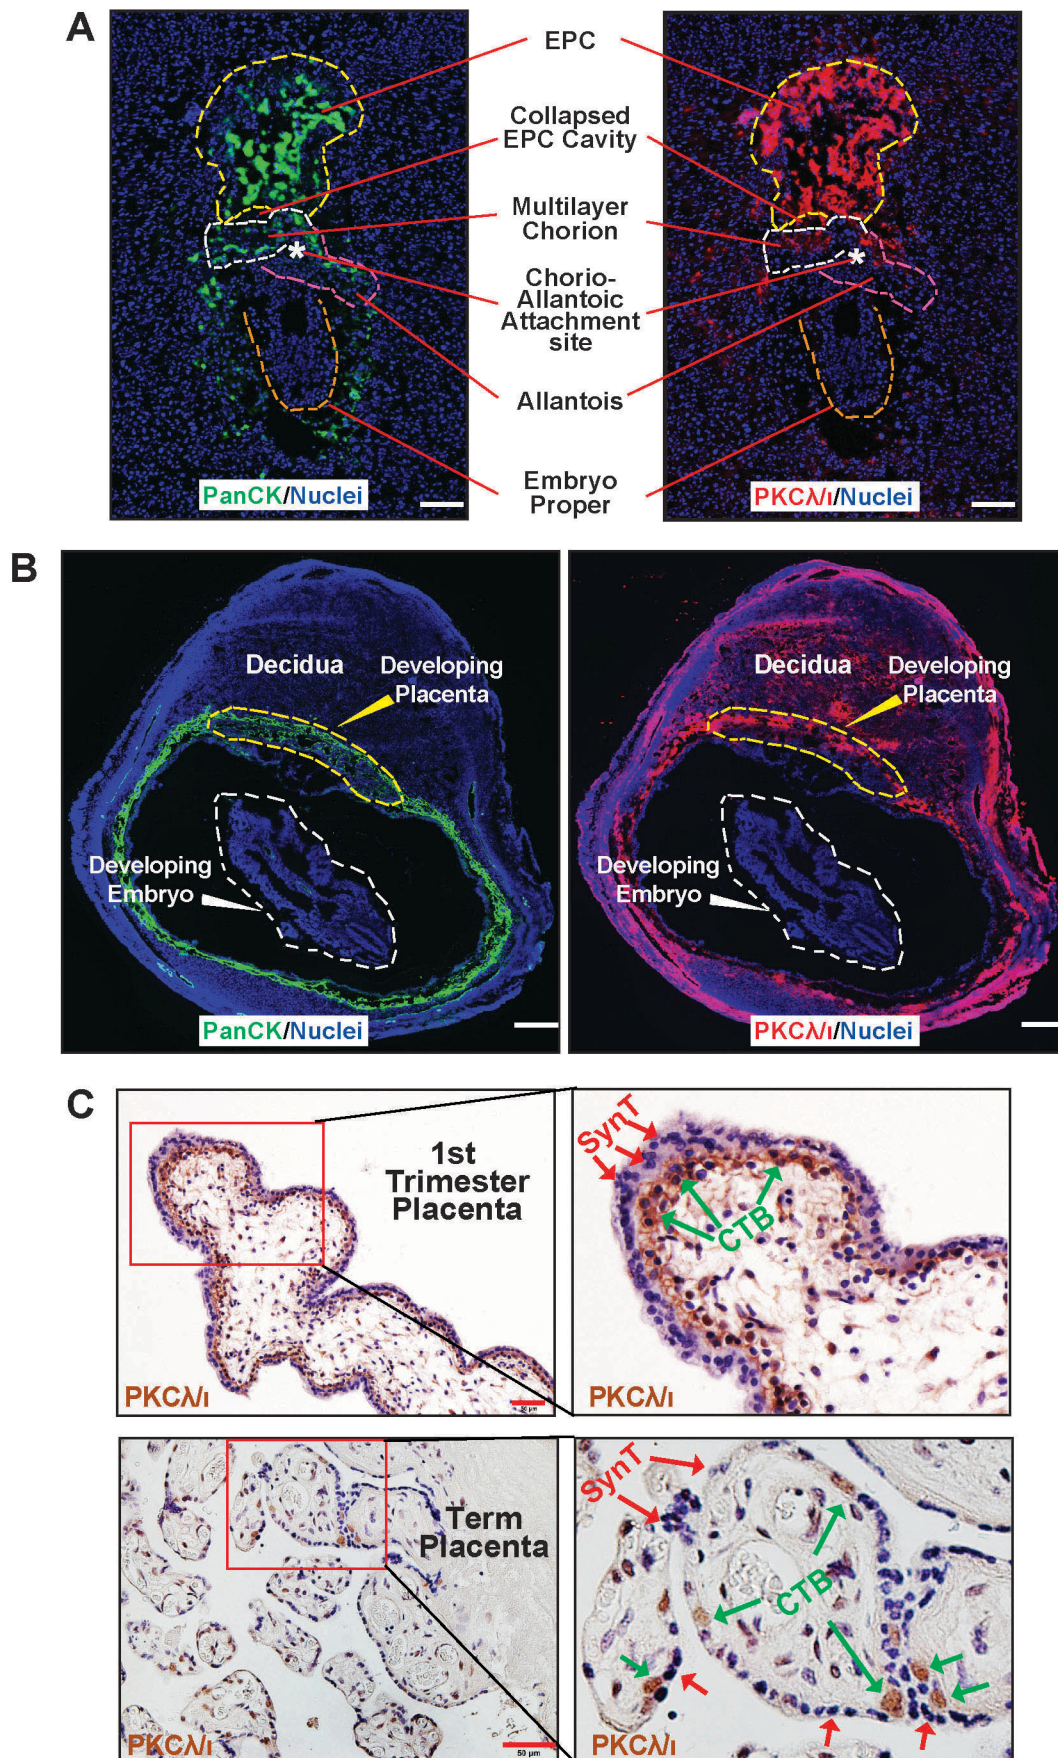 A
EPC
Collapsed
EPC Cavity
Multilayer
Chorion
*
*
Chorio-
Allantoic
Attachment
site
Allantois
Embryo
Proper
PanCK/Nuclei
PKCλ/ι/Nuclei
B
Decidua
Developing
Placenta
Developing
Embryo
PanCK/Nuclei
Decidua
Developing
Placenta
Developing
Embryo
PKCλ/ι/Nuclei
C
1st
Trimester
Placenta
PKCλ/ι
50 µm
SynT
CTB
PKCλ/ι
Term
Placenta
PKCλ/ι
50 µm
SynT
CTB
PKCλ/ι